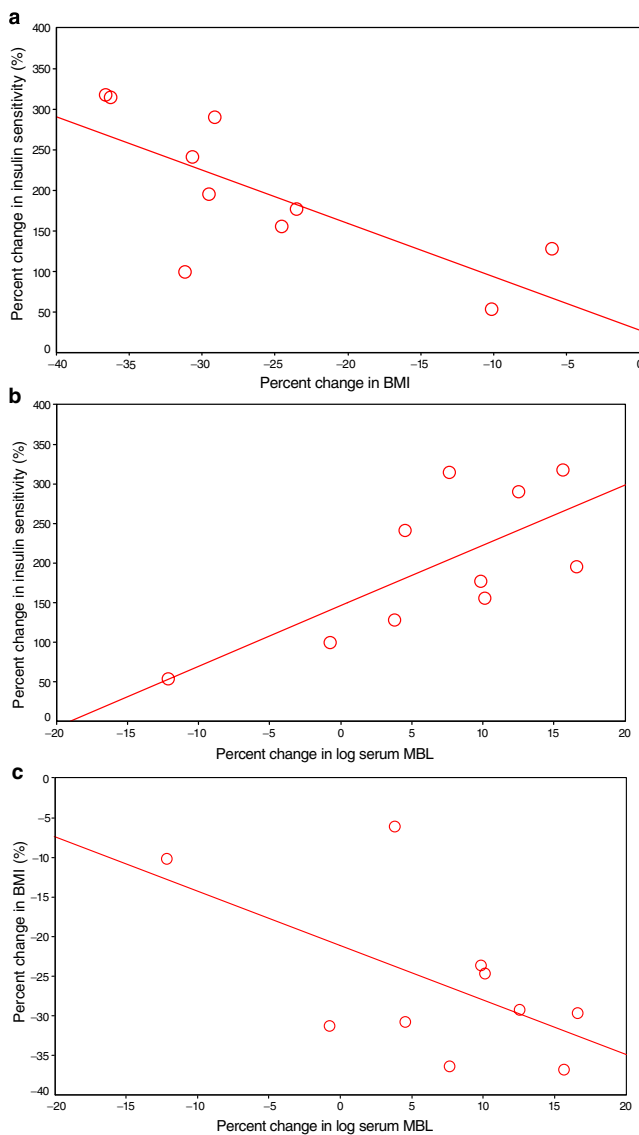 a
Percent change in insulin sensitivity (%)
400
350
300
250
200
150
100
50
0
−40 −35 −30 −25 −20 −15 −10 −5 0
Percent change in BMI
b
Percent change in insulin sensitivity (%)
400
350
300
250
200
150
100
50
0
−20 −15 −10 −5 0 5 10 15 20
Percent change in log serum MBL
c
Percent change in BMI (%)
0
−5
−10
−15
−20
−25
−30
−35
−40
−20 −15 −10 −5 0 5 10 15 20
Percent change in log serum MBL